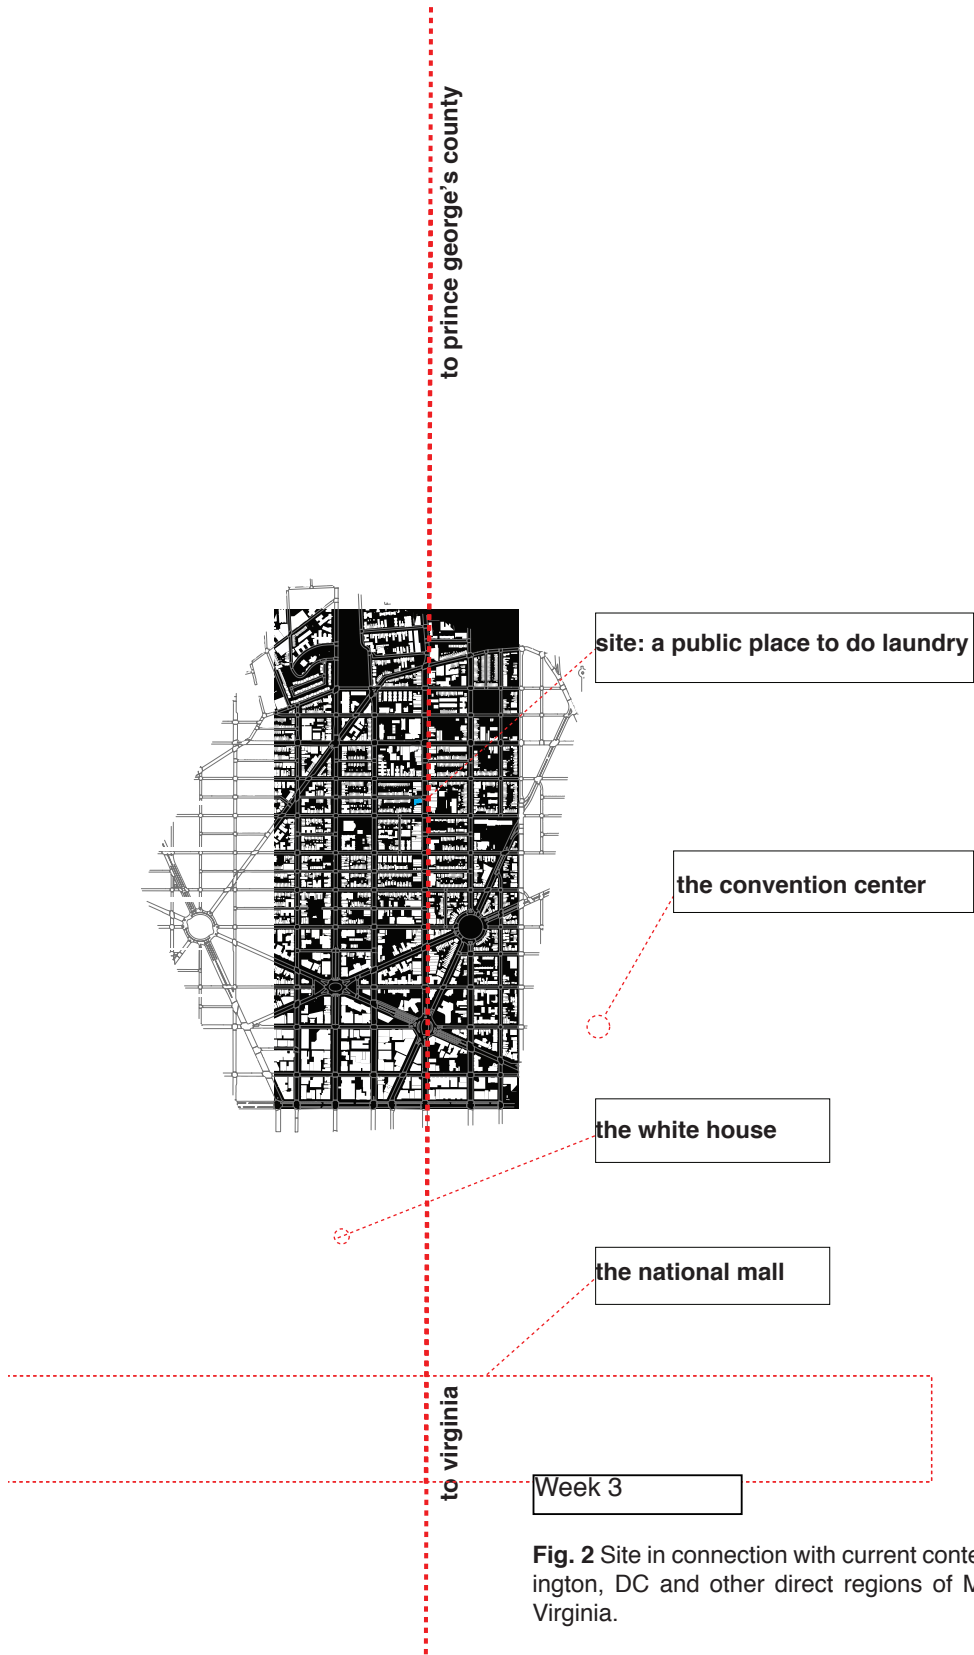 to prince george's county
site: a public place to do laundry
the convention center
the white house
the national mall
to virginia
Week 3
Fig. 2 Site in connection with current conte
ington, DC and other direct regions of M
Virginia.